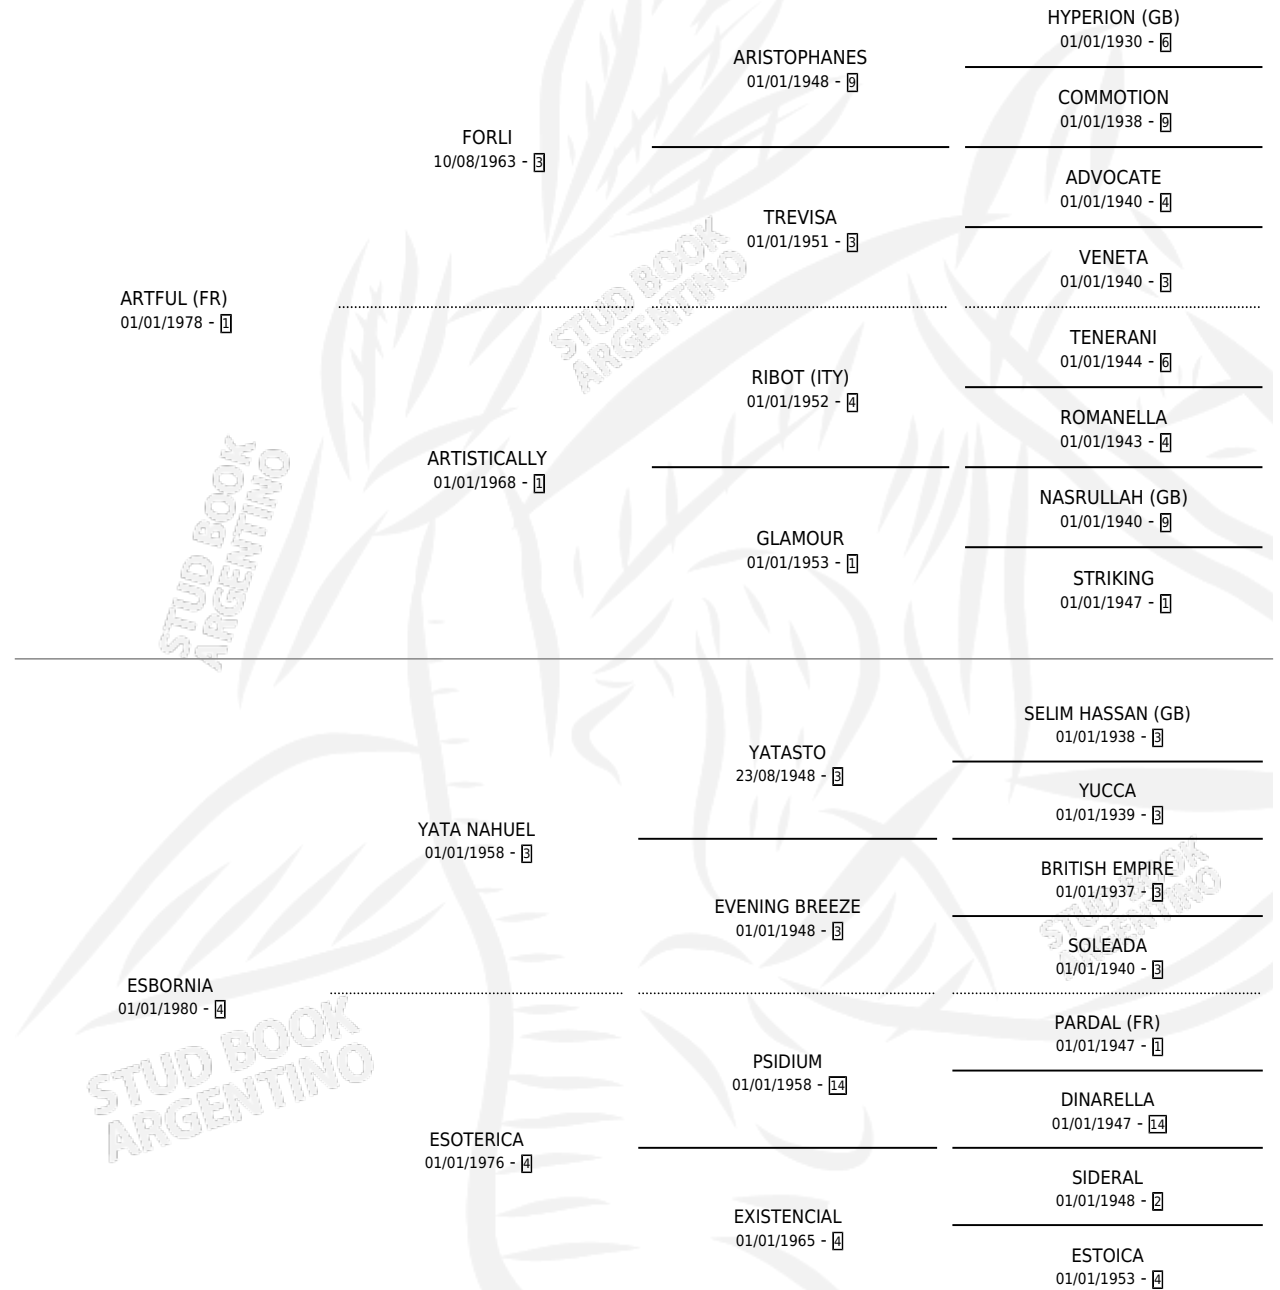 HYPERION (GB)
01/01/1930 - 6
ARISTOPHANES
01/01/1948 - 9
COMMOTION
01/01/1938 - 9
FORLI
10/08/1963 - 3
ADVOCATE
01/01/1940 - 4
TREVISA
01/01/1951 - 3
VENETA
01/01/1940 - 3
ARTFUL (FR)
01/01/1978 - 1
TENERANI
01/01/1944 - 6
RIBOT (ITY)
01/01/1952 - 4
ROMANELLA
01/01/1943 - 4
ARTISTICALLY
01/01/1968 - 1
NASRULLAH (GB)
01/01/1940 - 9
GLAMOUR
01/01/1953 - 1
STRIKING
01/01/1947 - 1
STUD BOOK
ARGENTINO
STUD BOOK
ARGENTINO
SELIM HASSAN (GB)
01/01/1938 - 3
YATASTO
23/08/1948 - 3
YUCCA
01/01/1939 - 3
YATA NAHUEL
01/01/1958 - 3
BRITISH EMPIRE
01/01/1937 - 3
EVENING BREEZE
01/01/1948 - 3
SOLEADA
01/01/1940 - 3
ESBORNIA
01/01/1980 - 4
PARDAL (FR)
01/01/1947 - 1
PSIDIUM
01/01/1958 - 14
DINARELLA
01/01/1947 - 14
ESOTERICA
01/01/1976 - 4
SIDERAL
01/01/1948 - 2
EXISTENCIAL
01/01/1965 - 4
ESTOICA
01/01/1953 - 4
STUD BOOK
ARGENTINO
STUD BOOK
ARGENTINO